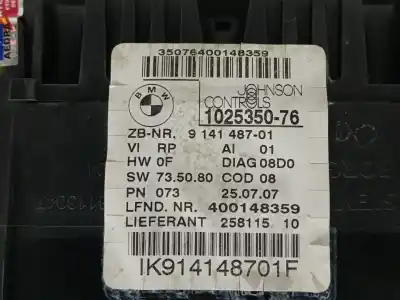 35076400148359
BMW
JOHNSON
CONTROLS
1025350-76
ZB-NR. 9 141 487-01
VI RP AI 01
HW 0F DIAG 08D0
SW 73.50.80 COD 08
PN 073 25.07.07
LFND. NR. 400148359
LIEFERANT 258115 10
IK914148701F